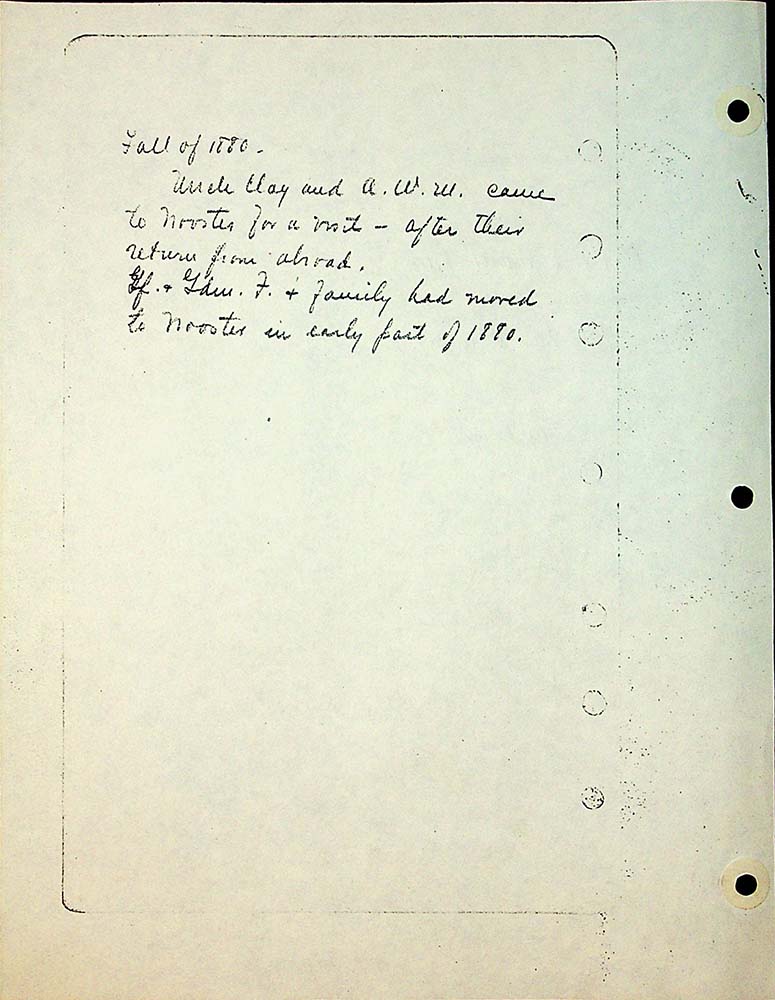 Fall of 1880 -
Uncle Clay and A. W. M. came
to Wooster for a visit - after their
return from abroad.
Gf. + Gdm. F. + family had moved
to Wooster in early part of 1880.